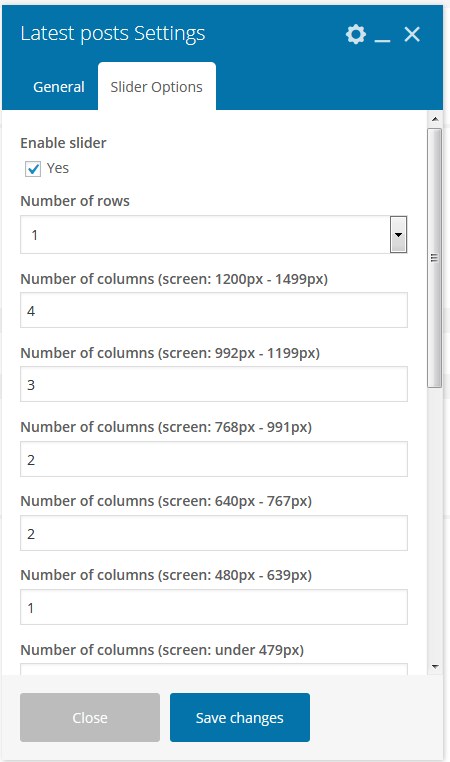 Latest posts Settings
General
Slider Options
Enable slider
Yes
Number of rows
1
Number of columns (screen: 1200px - 1499px)
4
Number of columns (screen: 992px - 1199px)
3
Number of columns (screen: 768px - 991px)
2
Number of columns (screen: 640px - 767px)
2
Number of columns (screen: 480px - 639px)
1
Number of columns (screen: under 479px)
Close
Save changes